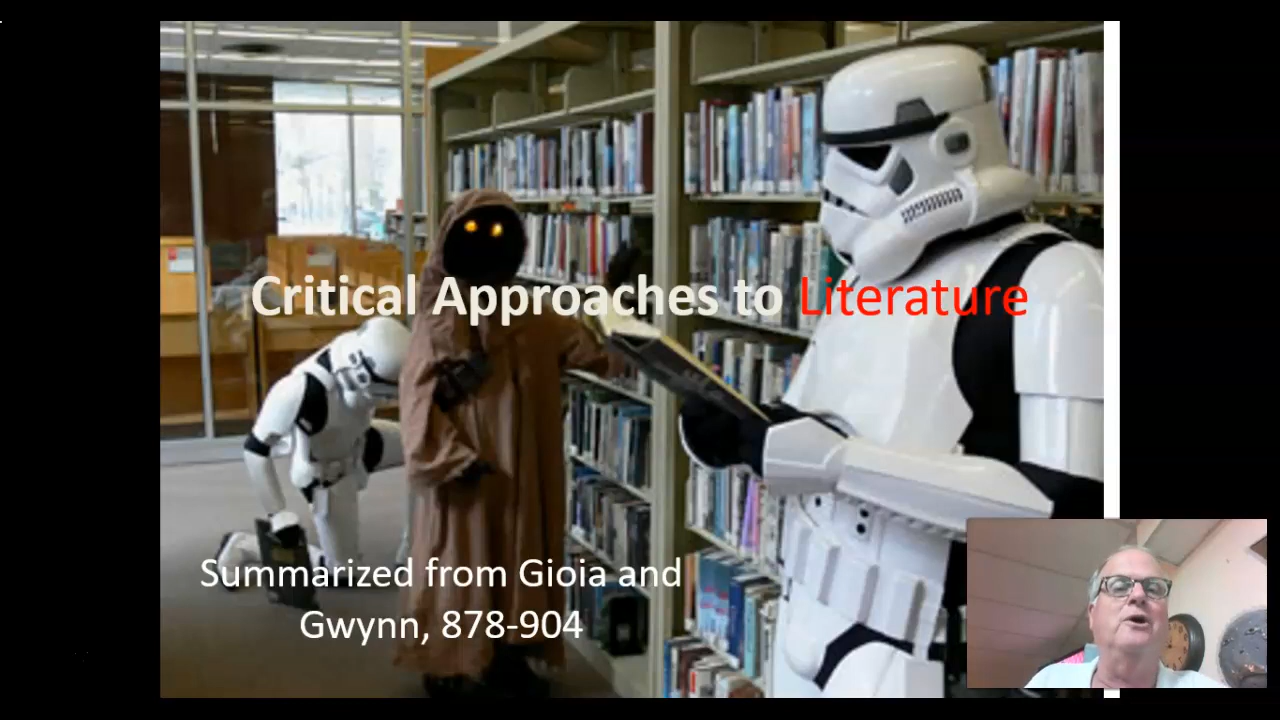 Critical Approaches to Literature
Summarized from Gioia and
Gwynn, 878-904